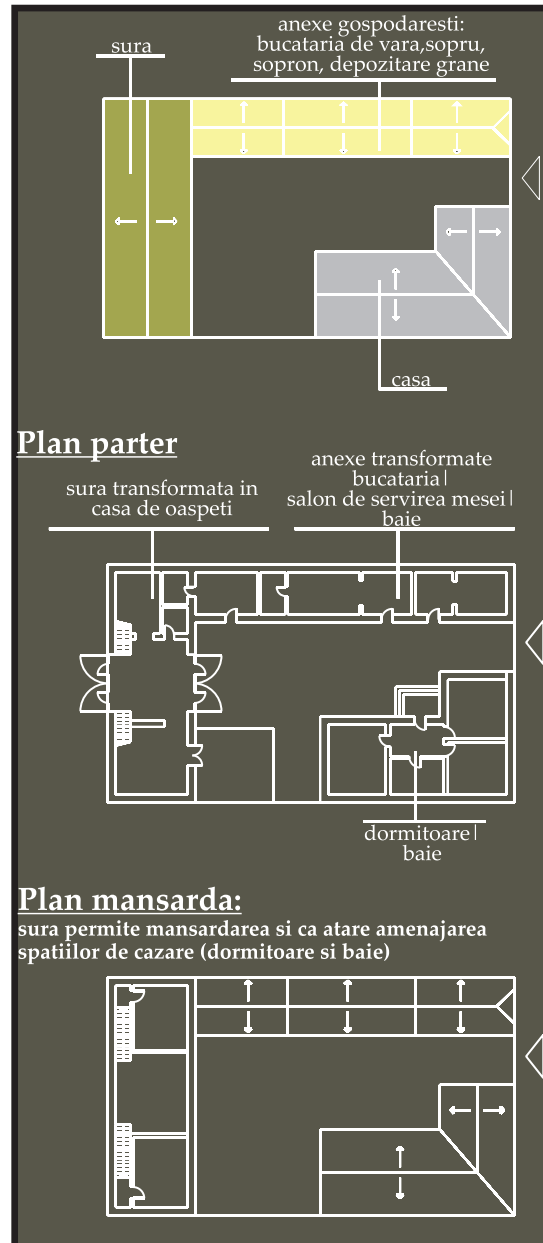 anexe gospodaresti:
sura
bucataria de vara,sopru,
sopron, depozitare grane
casa
Plan parter
anexe transformate
bucataria|
sura transformata in
salon de servirea mesei|
casa de oaspeti
baie
dormitoare|
baie
Plan mansarda:
sura permite mansardarea si ca atare amenajarea
spatiilor de cazare (dormitoare si baie)